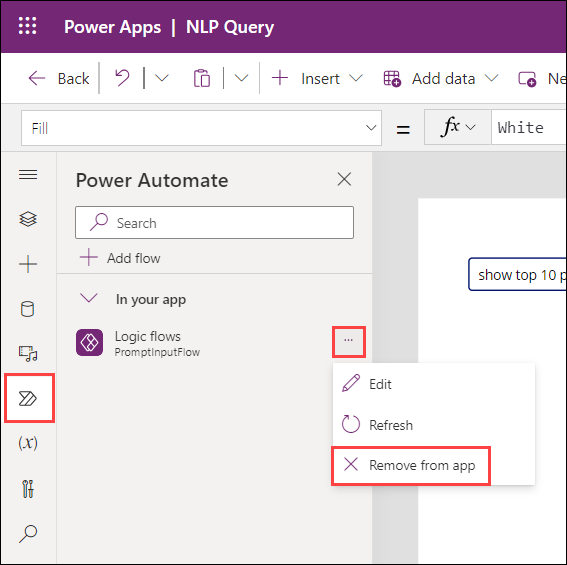 Power Apps | NLP Query
Back
Insert
Add data
Ne
Fill
=
fx
White
Power Automate
Search
Add flow
In your app
show top 10 p
Logic flows
PromptInputFlow
...
Edit
Refresh
Remove from app
(x)